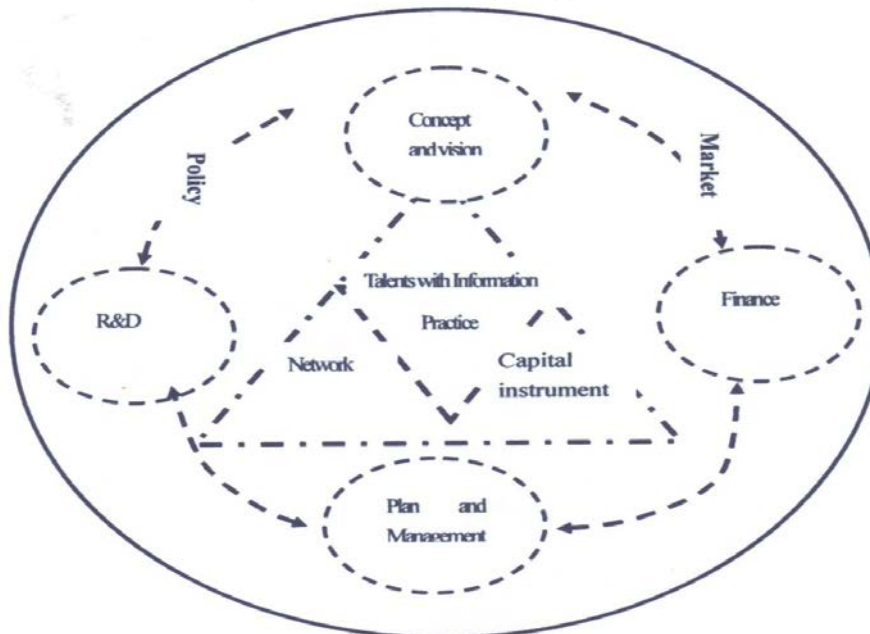 Concept
and vision
Policy
Market
Talents with Information
Practice
R&D
Finance
Network
Capital
instrument
Plan and
Management